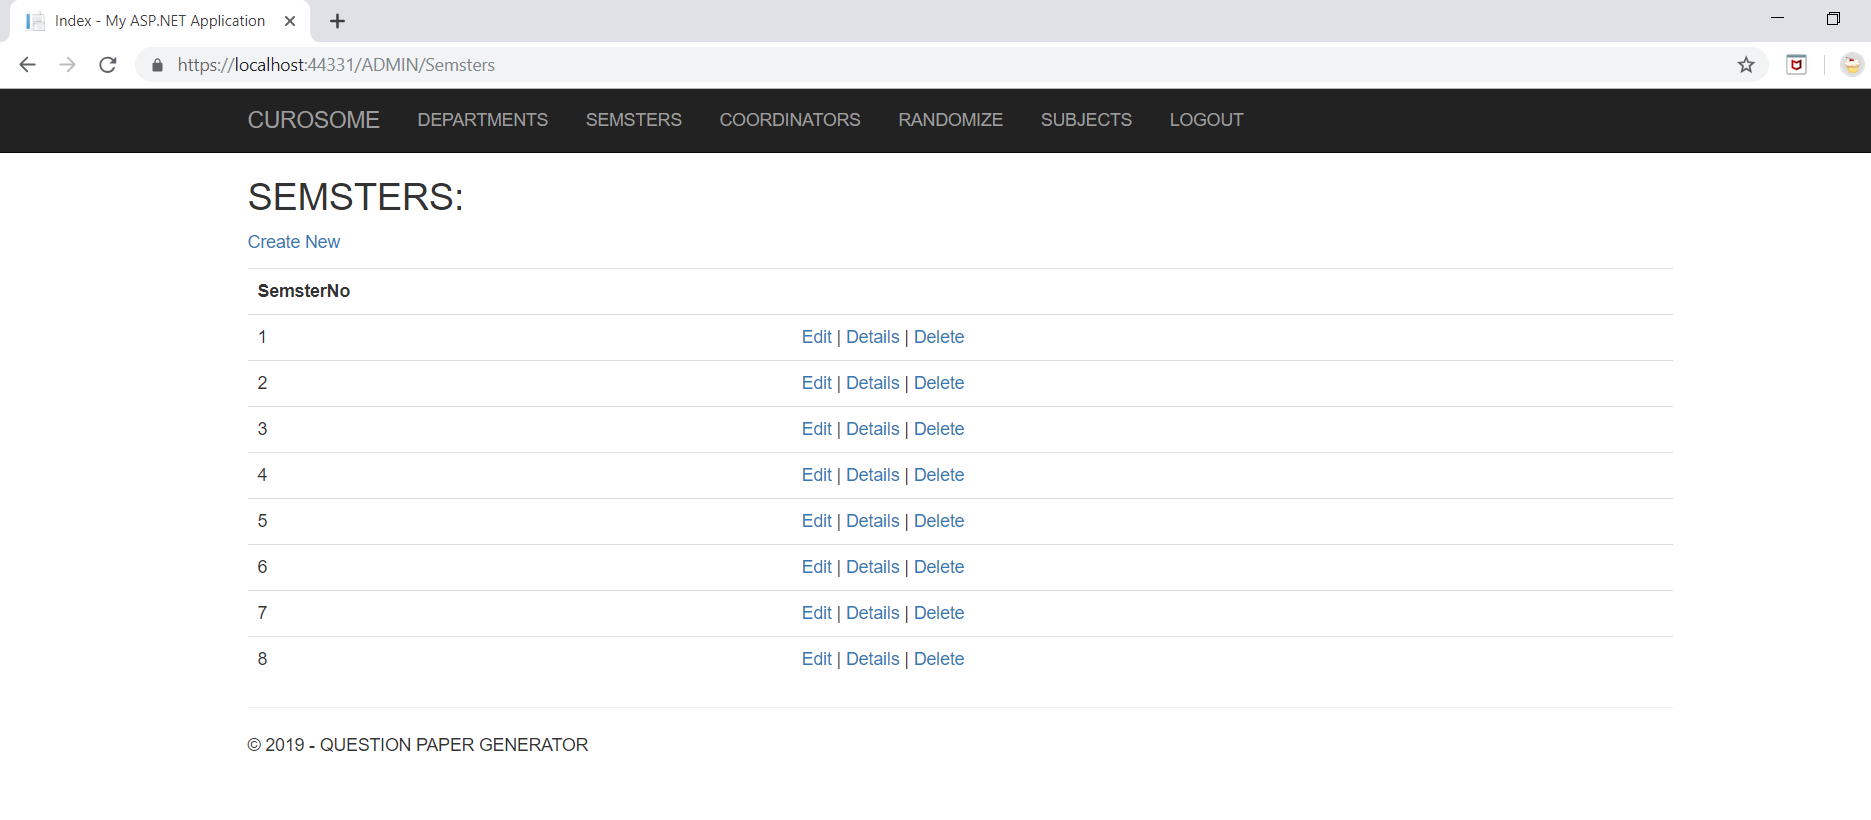 Index - My ASP.NET Application
https://localhost:44331/ADMIN/Semsters
CUROSOME DEPARTMENTS SEMSTERS COORDINATORS RANDOMIZE SUBJECTS LOGOUT
SEMSTERS:
Create New
SemsterNo
1 Edit | Details | Delete
2 Edit | Details | Delete
3 Edit | Details | Delete
4 Edit | Details | Delete
5 Edit | Details | Delete
6 Edit | Details | Delete
7 Edit | Details | Delete
8 Edit | Details | Delete
© 2019 - QUESTION PAPER GENERATOR